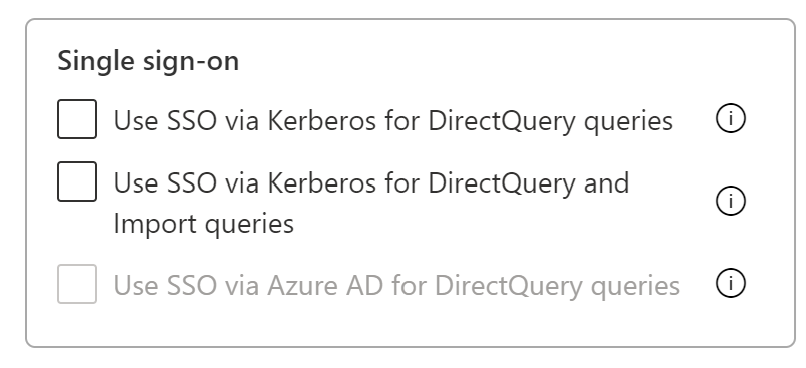 Single sign-on
Use SSO via Kerberos for DirectQuery queries
Use SSO via Kerberos for DirectQuery and
Import queries
Use SSO via Azure AD for DirectQuery queries